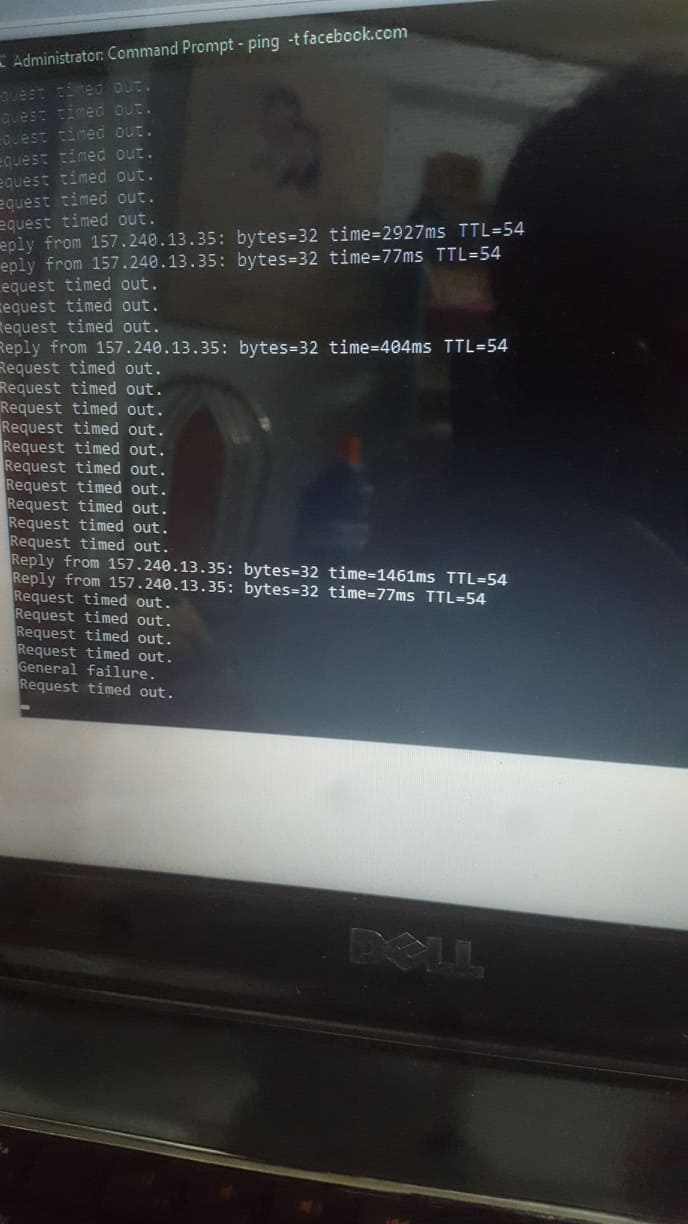 Administrator: Command Prompt - ping -t facebook.com
quest timed out.
quest timed out.
quest timed out.
equest timed out.
equest timed out.
equest timed out.
equest timed out.
eply from 157.240.13.35: bytes=32 time=2927ms TTL=54
eply from 157.240.13.35: bytes=32 time=77ms TTL=54
equest timed out.
equest timed out.
Request timed out.
Reply from 157.240.13.35: bytes=32 time=404ms TTL=54
Request timed out.
Request timed out.
Request timed out.
Request timed out.
Request timed out.
Request timed out.
Request timed out.
Request timed out.
Request timed out.
Request timed out.
Reply from 157.240.13.35: bytes=32 time=1461ms TTL=54
Reply from 157.240.13.35: bytes=32 time=77ms TTL=54
Request timed out.
Request timed out.
Request timed out.
Request timed out.
General failure.
Request timed out.
DELL